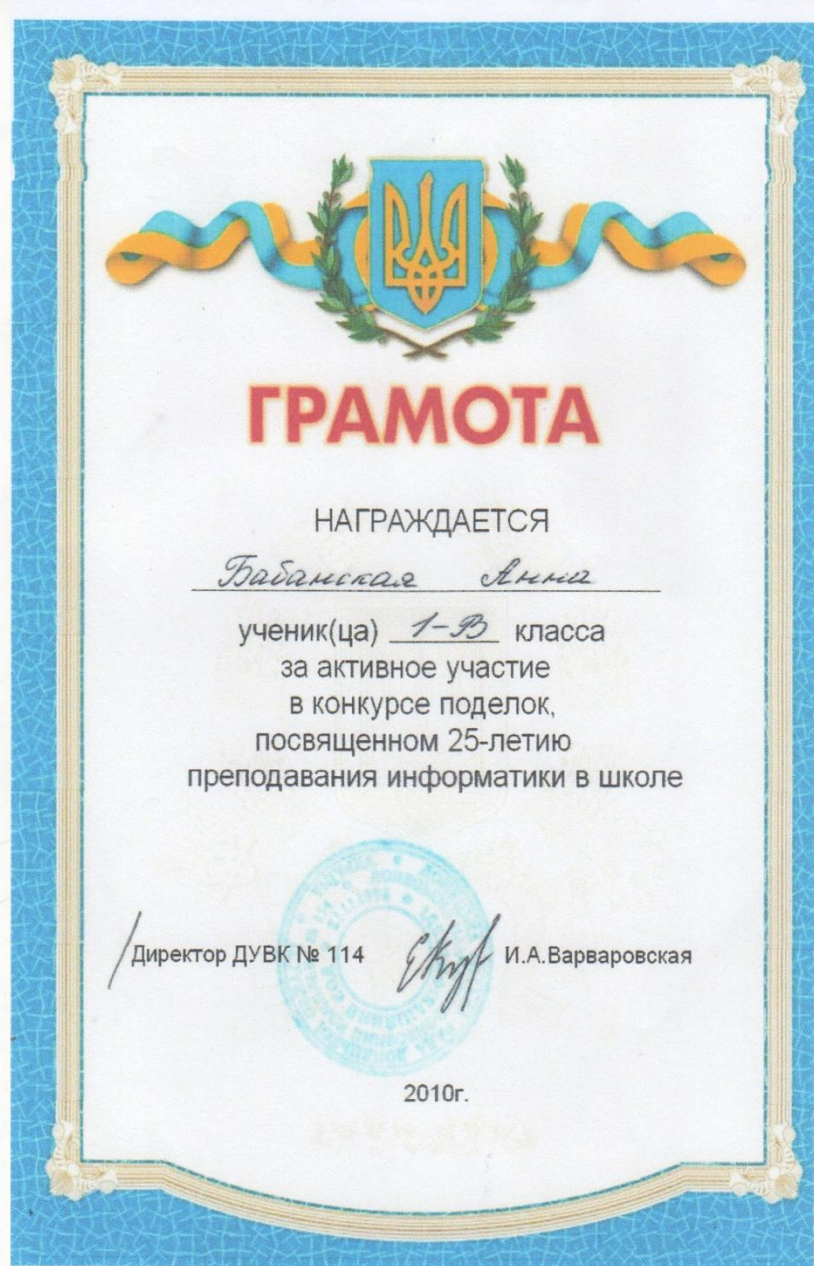 ГРАМОТА
НАГРАЖДАЕТСЯ
Бабанская Анна
ученик(ца) 1-В класса
за активное участие
в конкурсе поделок,
посвященном 25-летию
преподавания информатики в школе
Директор ДУВК № 114 И.А.Варваровская
2010г.